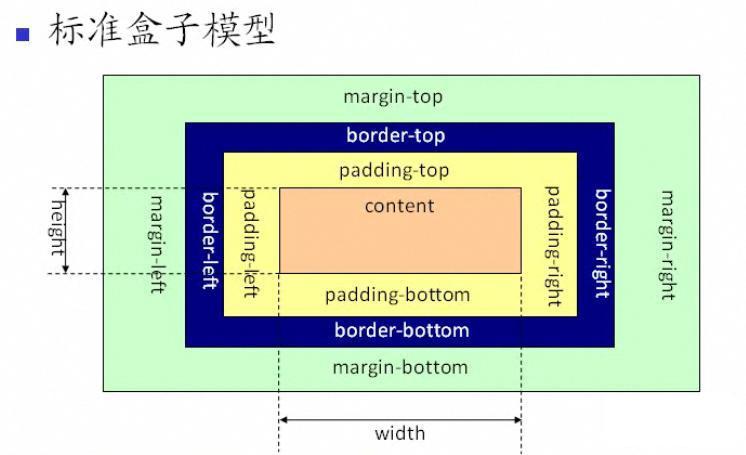 标准盒子模型
margin-top
border-top
padding-top
content
height
margin-left
border-left
padding-left
padding-right
border-right
margin-right
padding-bottom
border-bottom
margin-bottom
width